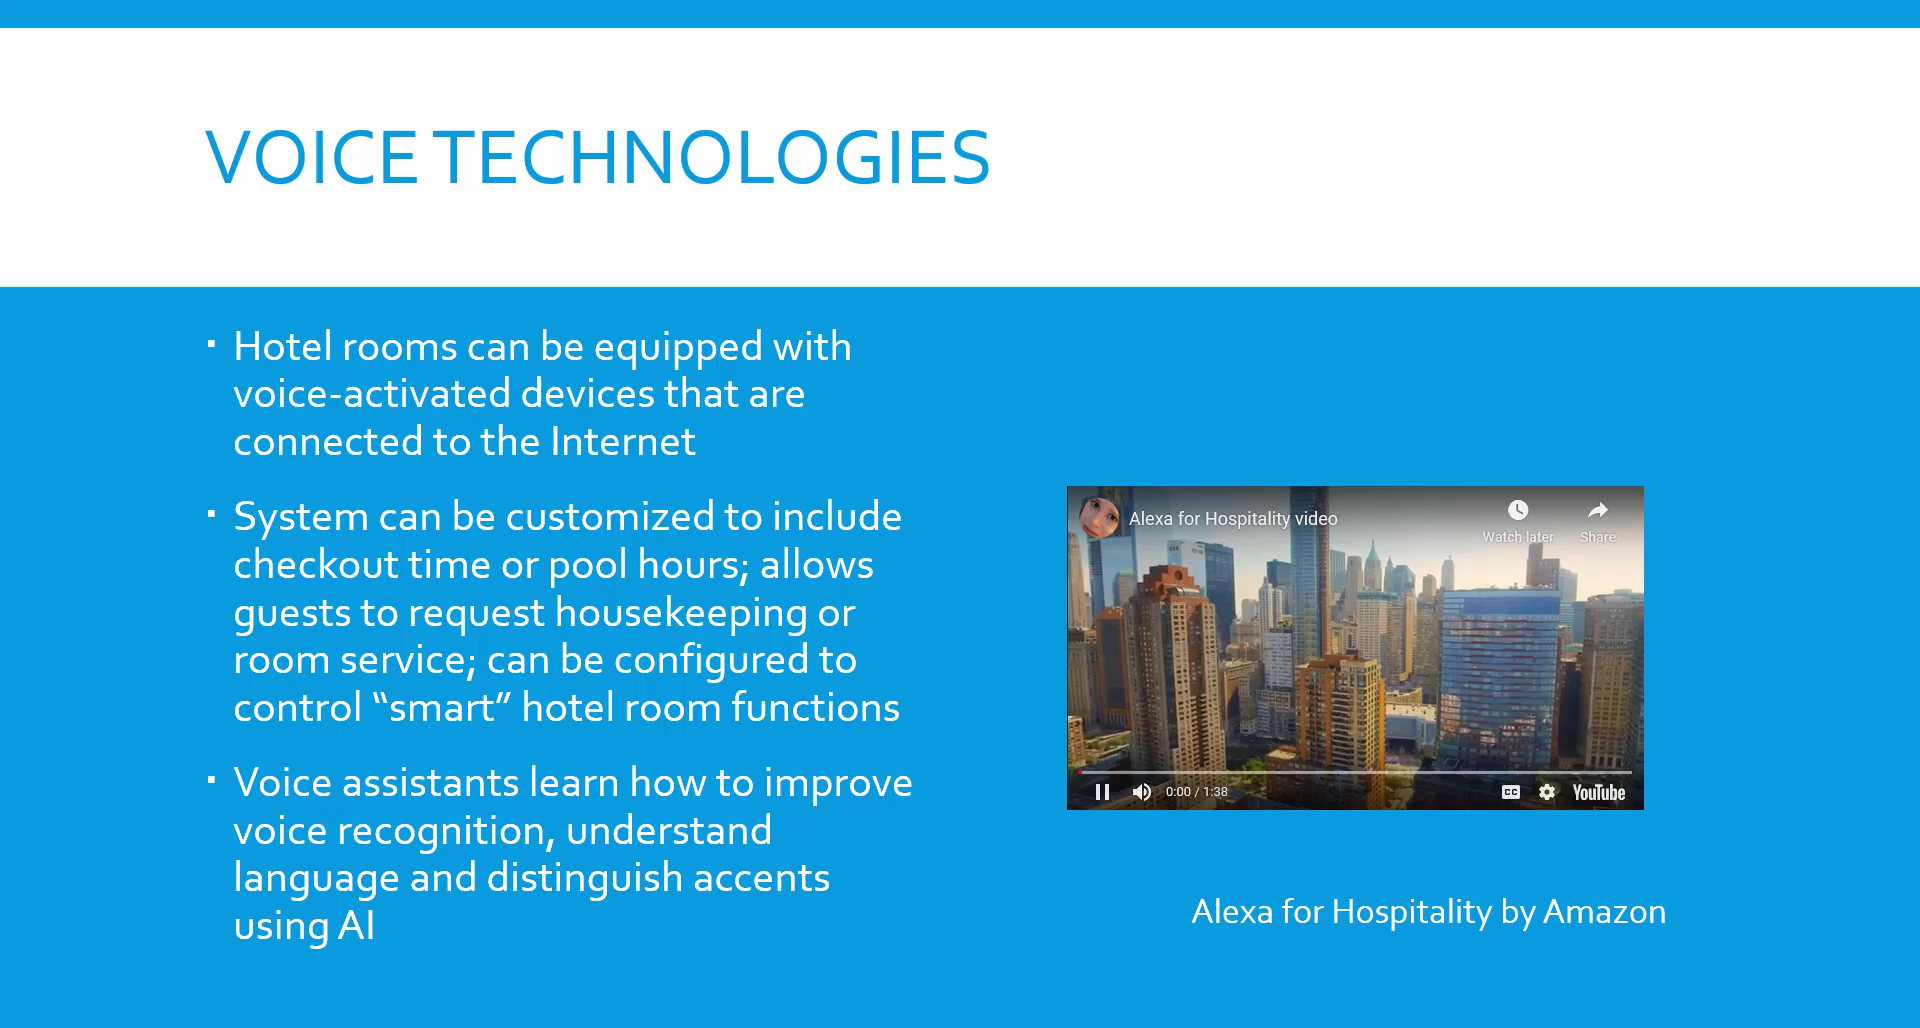 VOICE TECHNOLOGIES
▪ Hotel rooms can be equipped with
voice-activated devices that are
connected to the Internet
▪ System can be customized to include
checkout time or pool hours; allows
guests to request housekeeping or
room service; can be configured to
control “smart” hotel room functions
▪ Voice assistants learn how to improve
voice recognition, understand
language and distinguish accents
using AI
Alexa for Hospitality video
Watch later
Share
0:00 / 1:38
CC
YouTube
Alexa for Hospitality by Amazon